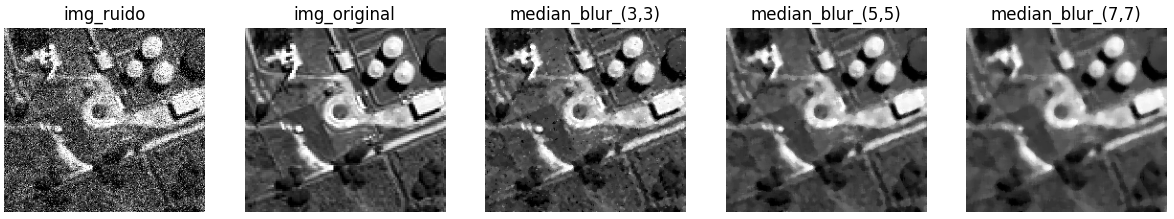 img_ruido
img_original
median_blur_(3,3)
median_blur_(5,5)
median_blur_(7,7)